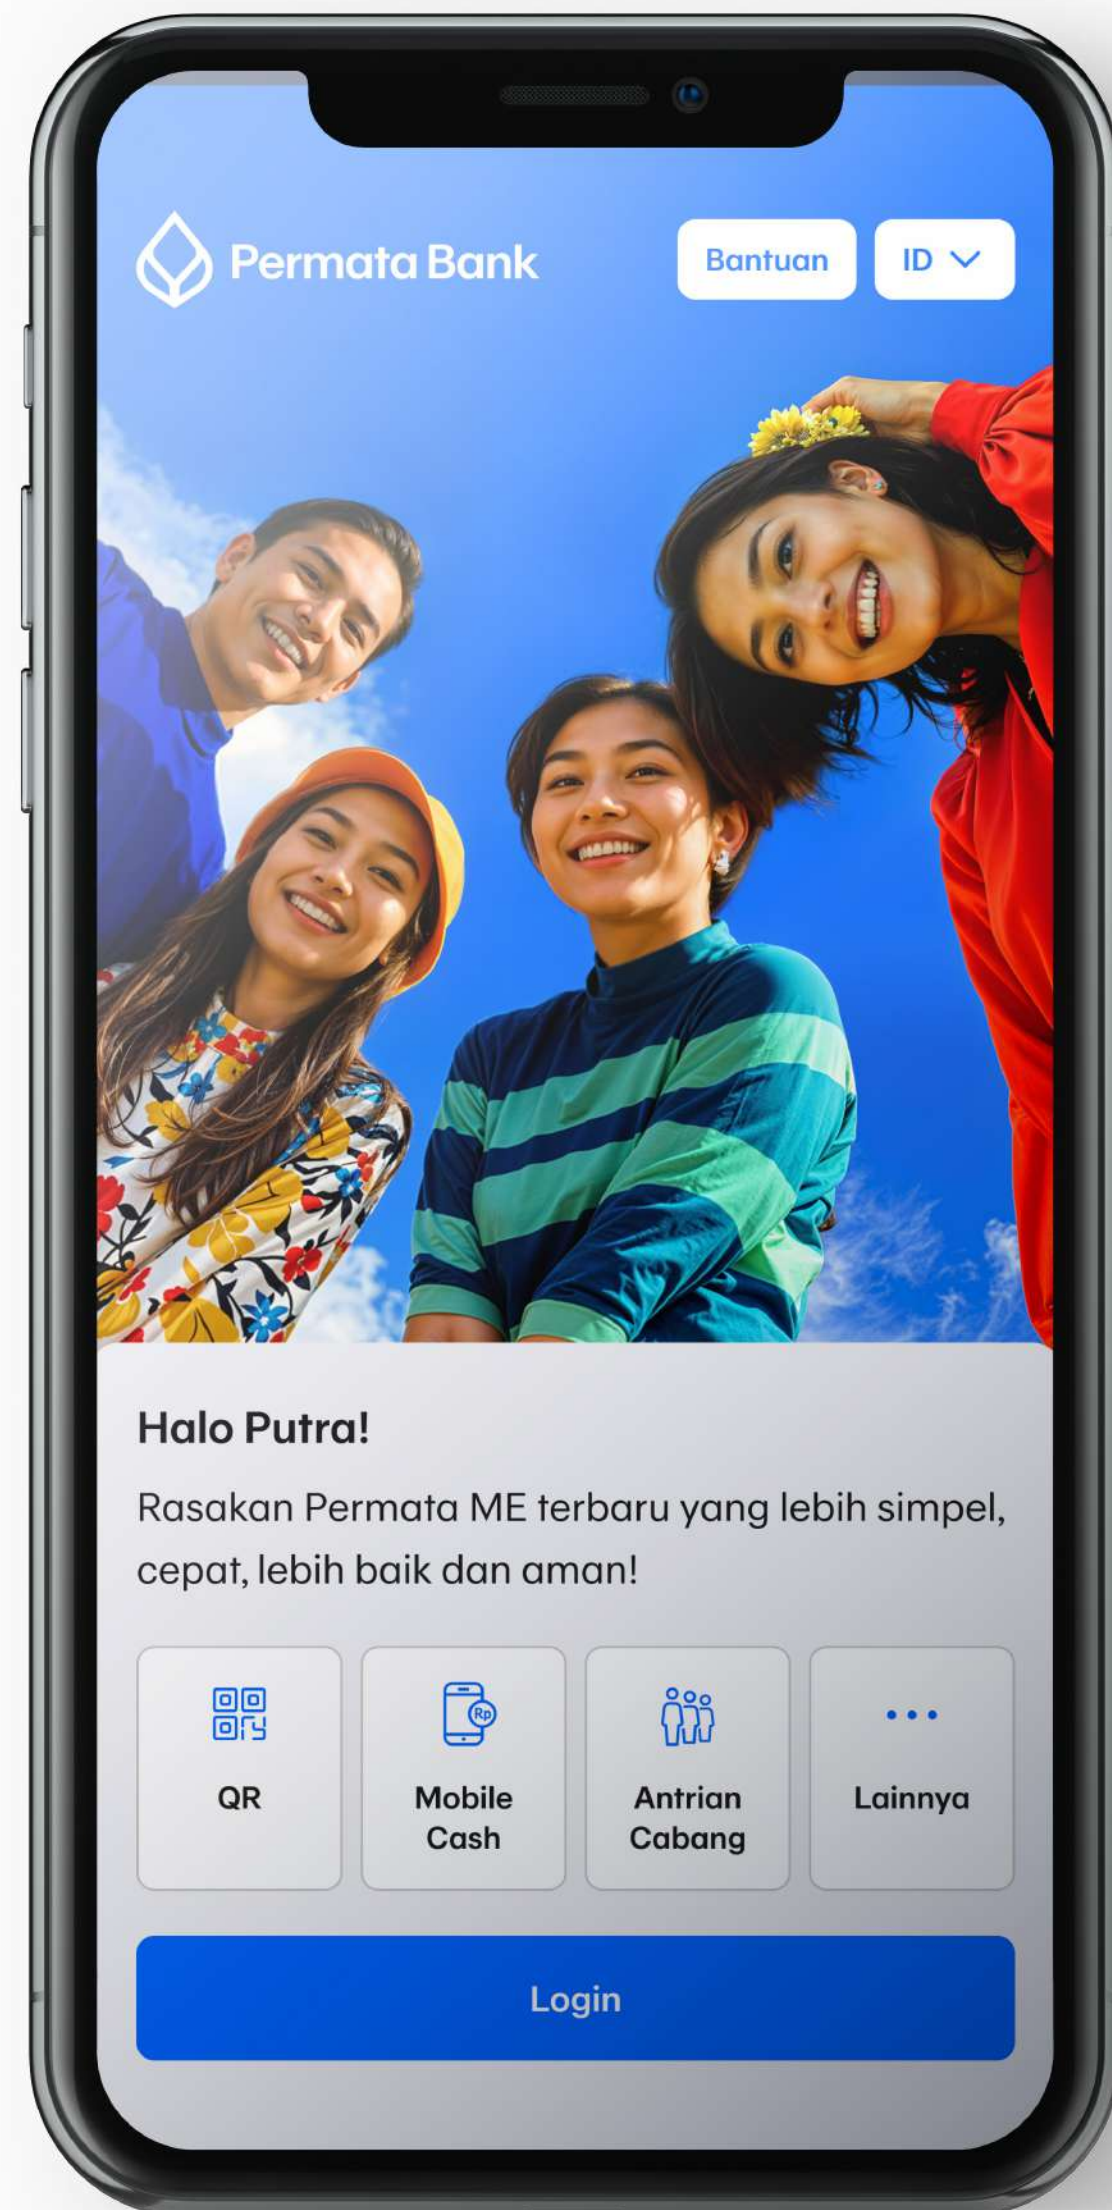 Permata Bank
Bantuan
ID
Halo Putra!
Rasakan Permata ME terbaru yang lebih simpel,
cepat, lebih baik dan aman!
QR
Rp
Mobile
Cash
Antrian
Cabang
Lainnya
Login